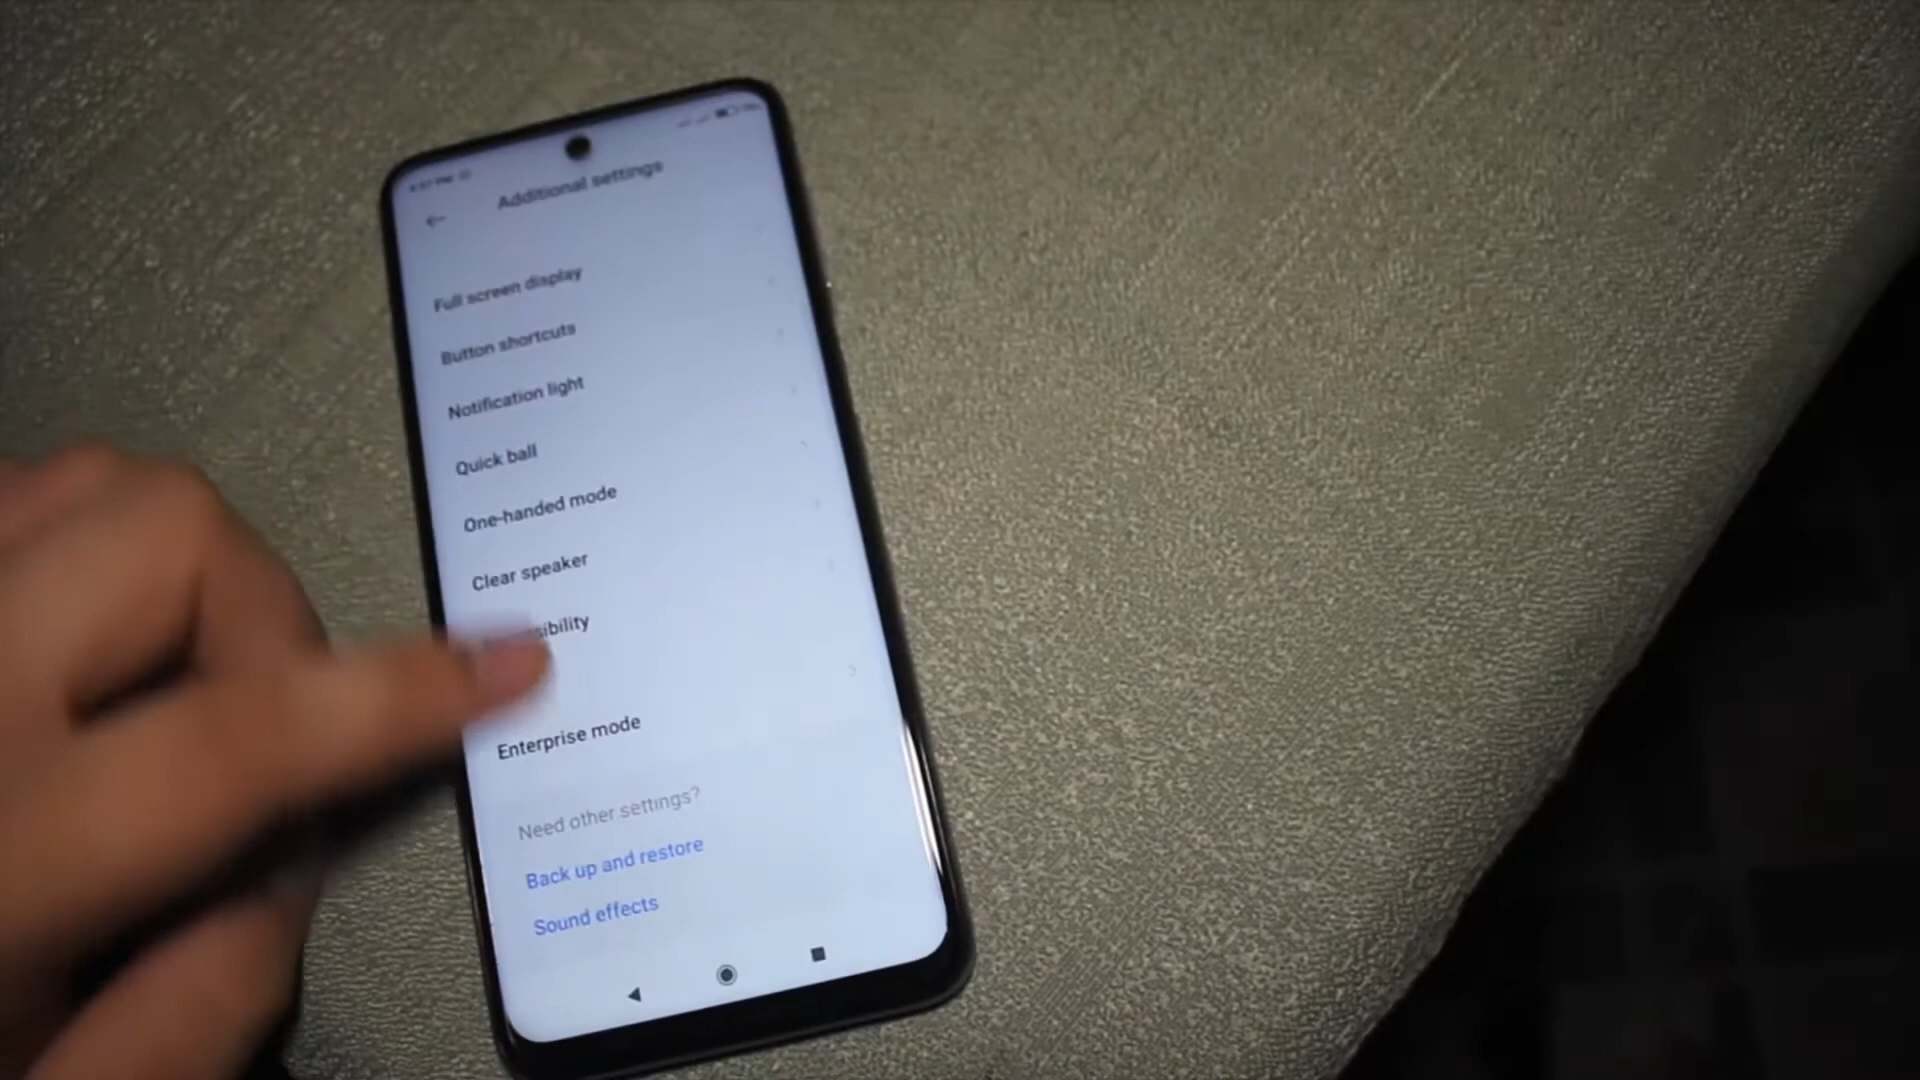 Additional settings
Full screen display
Button shortcuts
Notification light
Quick ball
One-handed mode
Clear speaker
sibility
Enterprise mode
Need other settings?
Back up and restore
Sound effects